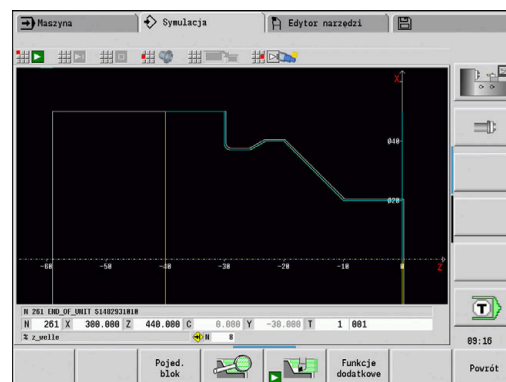 Maszyna Symulacja Edytor narzędzi
X
ø40
ø20
-60 -50 -40 -30 -20 -10 0 Z
N 261 END_OF_UNIT S1482931010
N 261 X 300.000 Z 440.000 C 0.000 Y -30.000 T 1 001
% z_welle N 8
T
09:16
Pojed. blok
Funkcje dodatkowe
Powrót